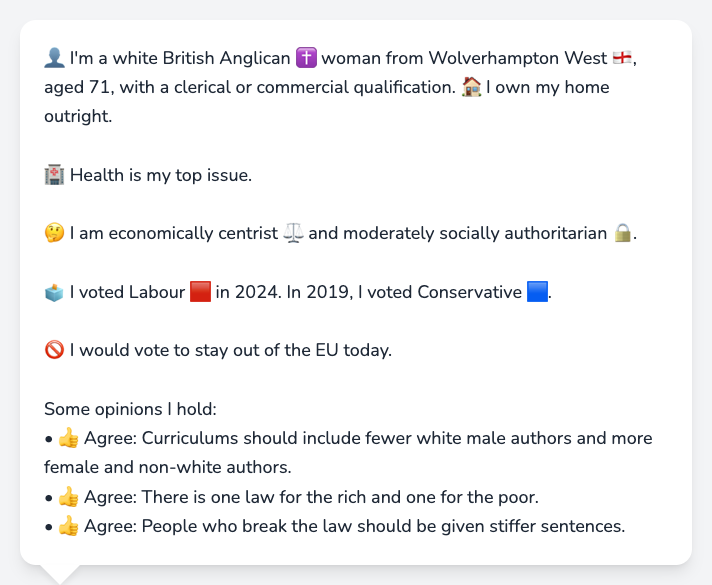 👤 I'm a white British Anglican ✝️ woman from Wolverhampton West 🏴󠁧󠁢󠁥󠁮󠁧󠁿,
aged 71, with a clerical or commercial qualification. 🏠 I own my home
outright.
🏥 Health is my top issue.
🤔 I am economically centrist ⚖️ and moderately socially authoritarian 🔒.
🗳️ I voted Labour 🟥 in 2024. In 2019, I voted Conservative 🟦.
🚫 I would vote to stay out of the EU today.
Some opinions I hold:
• 👍 Agree: Curriculums should include fewer white male authors and more
female and non-white authors.
• 👍 Agree: There is one law for the rich and one for the poor.
• 👍 Agree: People who break the law should be given stiffer sentences.